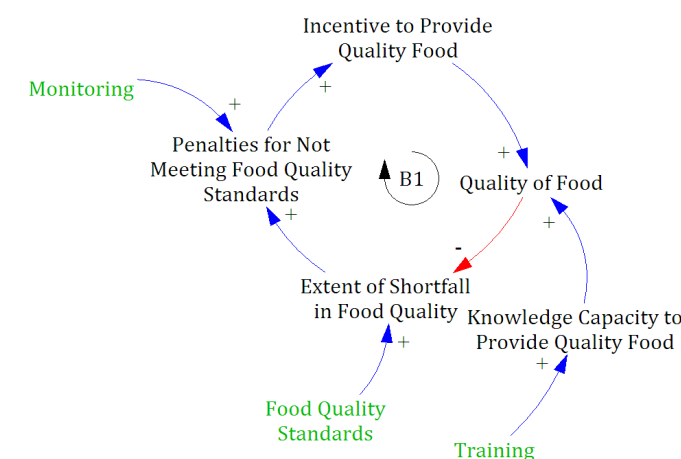 Incentive to Provide
Quality Food
Monitoring
+
+
Penalties for Not
Meeting Food Quality
Standards
B1
+
Quality of Food
+
+
-
Extent of Shortfall
in Food Quality
Knowledge Capacity to
Provide Quality Food
+
+
Food Quality
Standards
Training